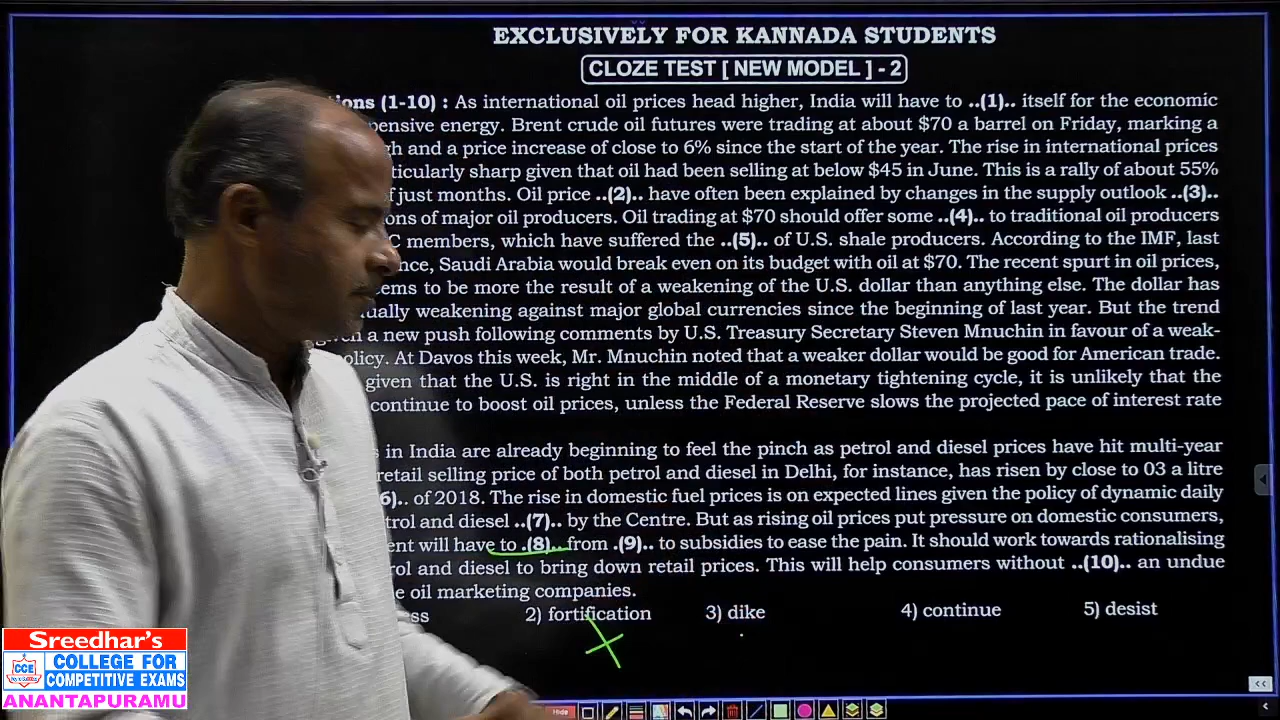 EXCLUSIVELY FOR KANNADA STUDENTS
CLOZE TEST [ NEW MODEL ] - 2
(1-10) : As international oil prices head higher, India will have to ..(1).. itself for the economic
energy. Brent crude oil futures were trading at about $70 a barrel on Friday, marking a
and a price increase of close to 6% since the start of the year. The rise in international prices
sharp given that oil had been selling at below $45 in June. This is a rally of about 55%
just months. Oil price ..(2).. have often been explained by changes in the supply outlook ..(3)..
of major oil producers. Oil trading at $70 should offer some ..(4).. to traditional oil producers
members, which have suffered the ..(5).. of U.S. shale producers. According to the IMF, last
Saudi Arabia would break even on its budget with oil at $70. The recent spurt in oil prices,
to be more the result of a weakening of the U.S. dollar than anything else. The dollar has
weakening against major global currencies since the beginning of last year. But the trend
a new push following comments by U.S. Treasury Secretary Steven Mnuchin in favour of a weak-
policy. At Davos this week, Mr. Mnuchin noted that a weaker dollar would be good for American trade.
given that the U.S. is right in the middle of a monetary tightening cycle, it is unlikely that the
continue to boost oil prices, unless the Federal Reserve slows the projected pace of interest rate
in India are already beginning to feel the pinch as petrol and diesel prices have hit multi-year
retail selling price of both petrol and diesel in Delhi, for instance, has risen by close to 03 a litre
6).. of 2018. The rise in domestic fuel prices is on expected lines given the policy of dynamic daily
and diesel ..(7).. by the Centre. But as rising oil prices put pressure on domestic consumers,
will have to .(8).. from .(9).. to subsidies to ease the pain. It should work towards rationalising
and diesel to bring down retail prices. This will help consumers without ..(10).. an undue
oil marketing companies.
2) fortification 3) dike 4) continue 5) desist
Sreedhar's
CCE
COLLEGE FOR
COMPETITIVE EXAMS
ANANTAPURAMU
Hide